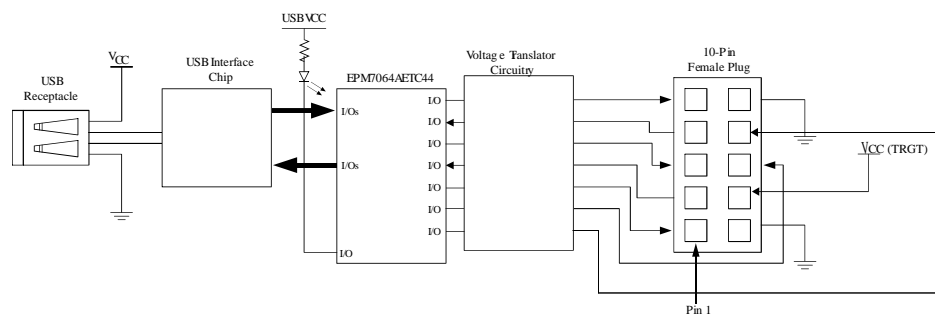 USB VCC
10-Pin
Female Plug
Voltage Translator
Circuitry
VCC
USB Interface
Chip
USB
Receptacle
EPM7064AETC44
I/Os
I/O
I/O
I/O
I/Os
I/O
I/O
I/O
I/O
I/O
VCC (TRGT)
Pin 1